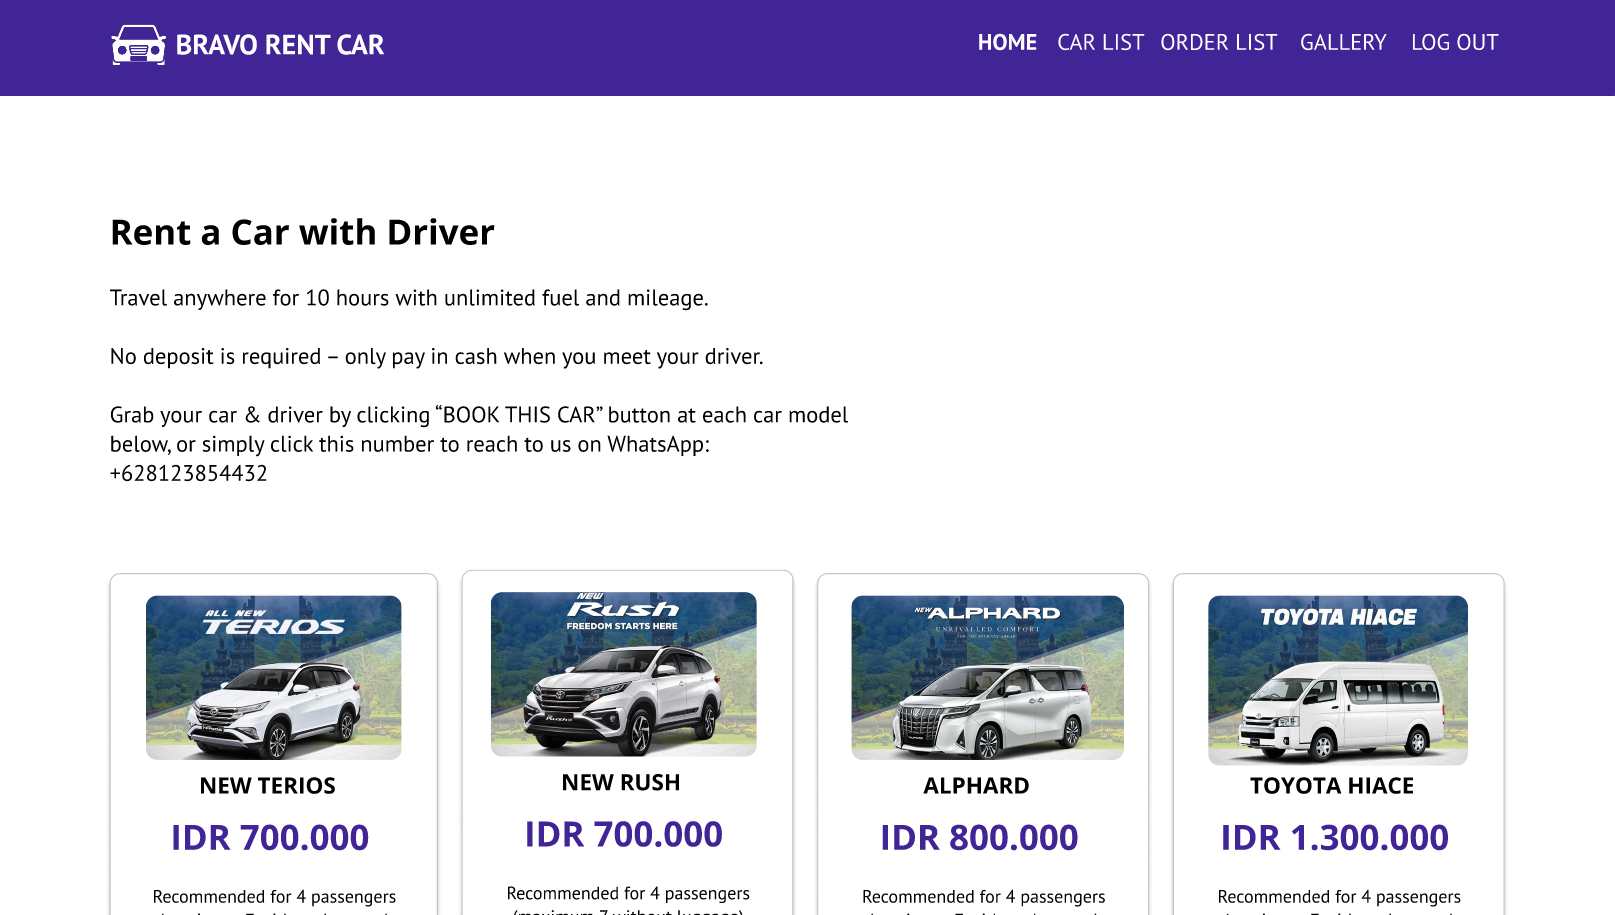 BRAVO RENT CAR
HOME CAR LIST ORDER LIST GALLERY LOG OUT
Rent a Car with Driver
Travel anywhere for 10 hours with unlimited fuel and mileage.
No deposit is required – only pay in cash when you meet your driver.
Grab your car & driver by clicking “BOOK THIS CAR” button at each car model
below, or simply click this number to reach to us on WhatsApp:
+628123854432
ALL NEW
TERIOS
NEW TERIOS
IDR 700.000
Recommended for 4 passengers
NEW
Rush
FREEDOM STARTS HERE
NEW RUSH
IDR 700.000
Recommended for 4 passengers
NEW ALPHARD
UNRIVALLED COMFORT
ALPHARD
IDR 800.000
Recommended for 4 passengers
TOYOTA HIACE
TOYOTA HIACE
IDR 1.300.000
Recommended for 4 passengers